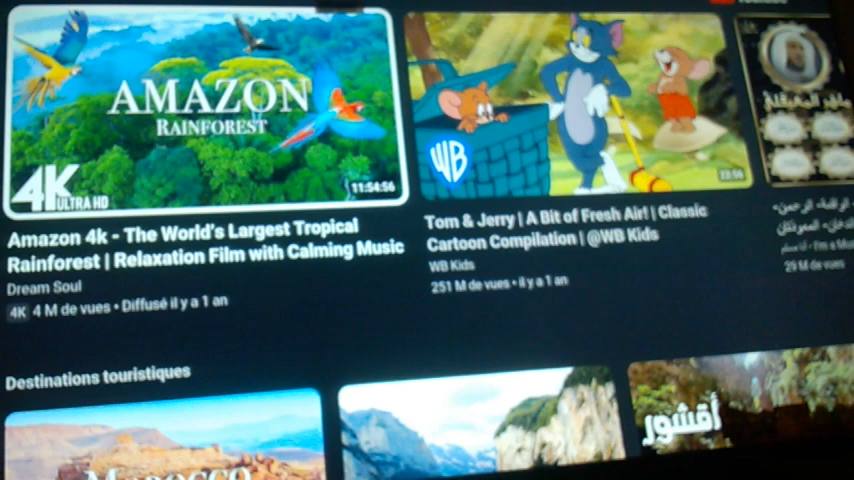 AMAZON
RAINFOREST
4K
ULTRA HD
11:54:56
WB
22:56
Amazon 4k - The World's Largest Tropical
Rainforest | Relaxation Film with Calming Music
Dream Soul
4K 4 M de vues • Diffusé il y a 1 an
Tom & Jerry | A Bit of Fresh Air! | Classic
Cartoon Compilation | @WB Kids
WB Kids
251 M de vues • il y a 1 an
29 M de vues
Destinations touristiques
MOROCCO
أقشور